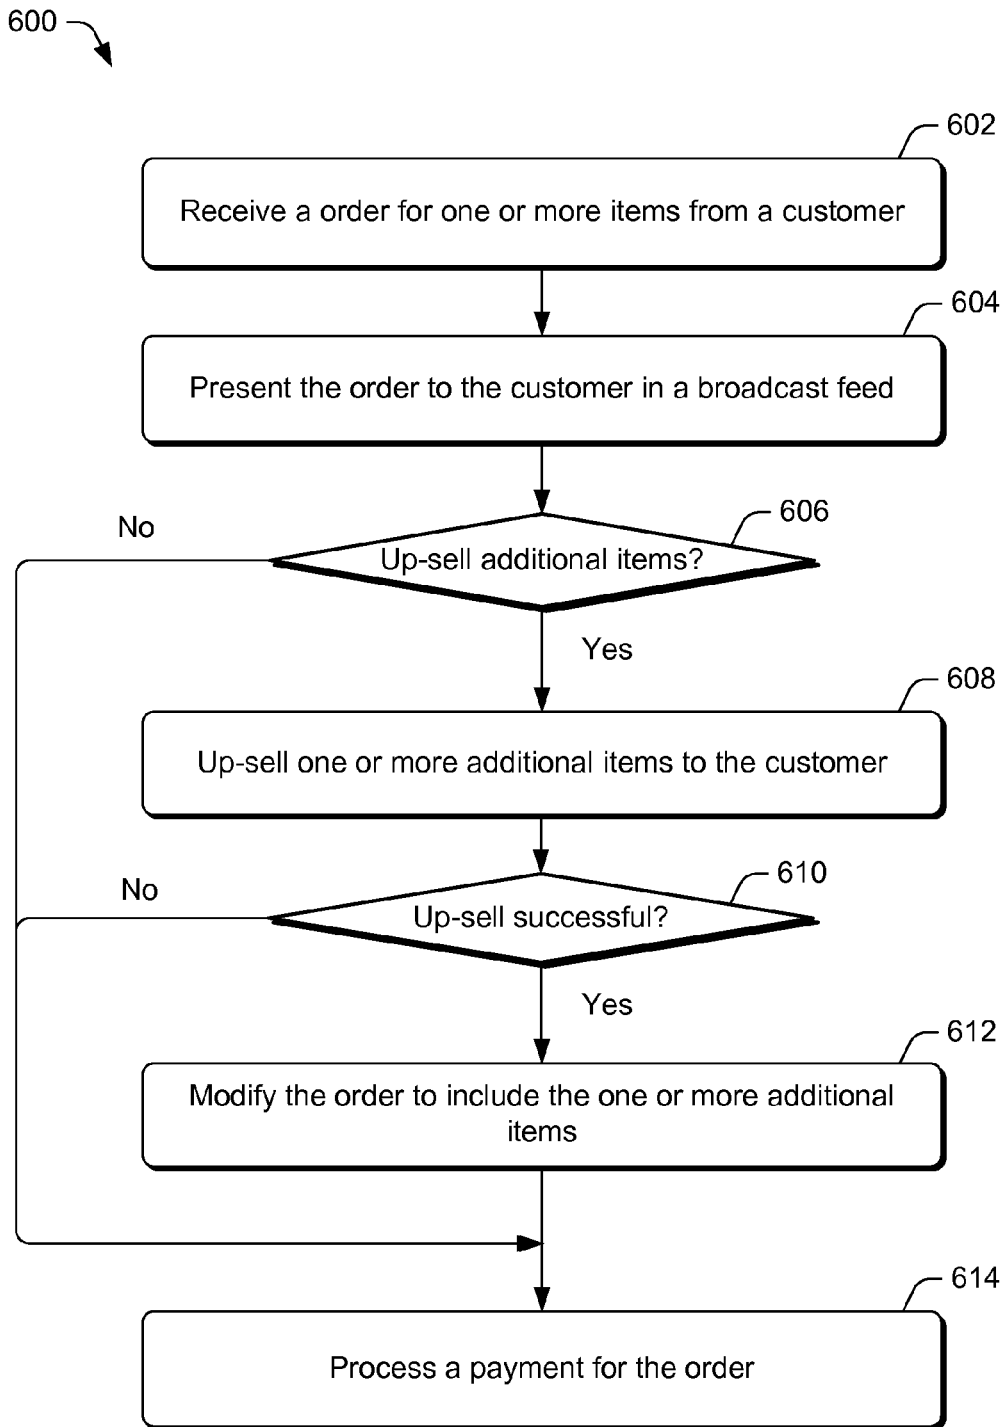 600
602
Receive a order for one or more items from a customer
604
Present the order to the customer in a broadcast feed
606
No
Up-sell additional items?
Yes
608
Up-sell one or more additional items to the customer
610
No
Up-sell successful?
Yes
612
Modify the order to include the one or more additional
items
614
Process a payment for the order